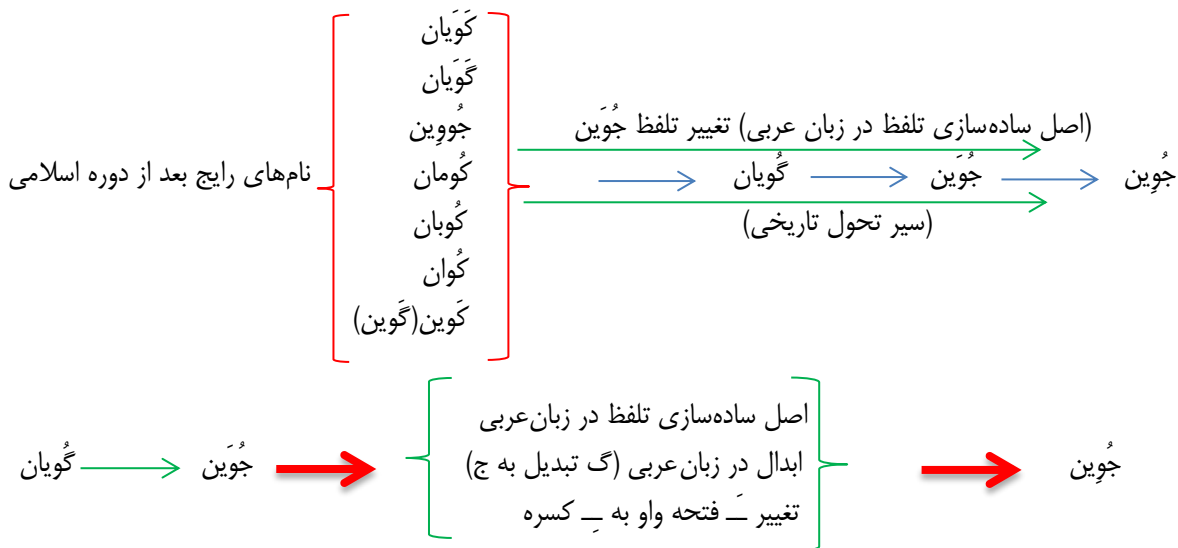 کَوَیان
گَوَیان
جُووِین
کُومان
کُوبان
کُوان
کَوین(گَوین)
نام‌های رایج بعد از دوره اسلامی
(اصل ساده‌سازی تلفظ در زبان عربی) تغییر تلفظ جُوَین
گُویان
جُوَین
جُوِین
(سیر تحول تاریخی)
گُویان
جُوَین
اصل ساده‌سازی تلفظ در زبان‌عربی
ابدال در زبان‌عربی (گ تبدیل به ج)
تغییر ـَ فتحه واو به ـِ کسره
جُوِین